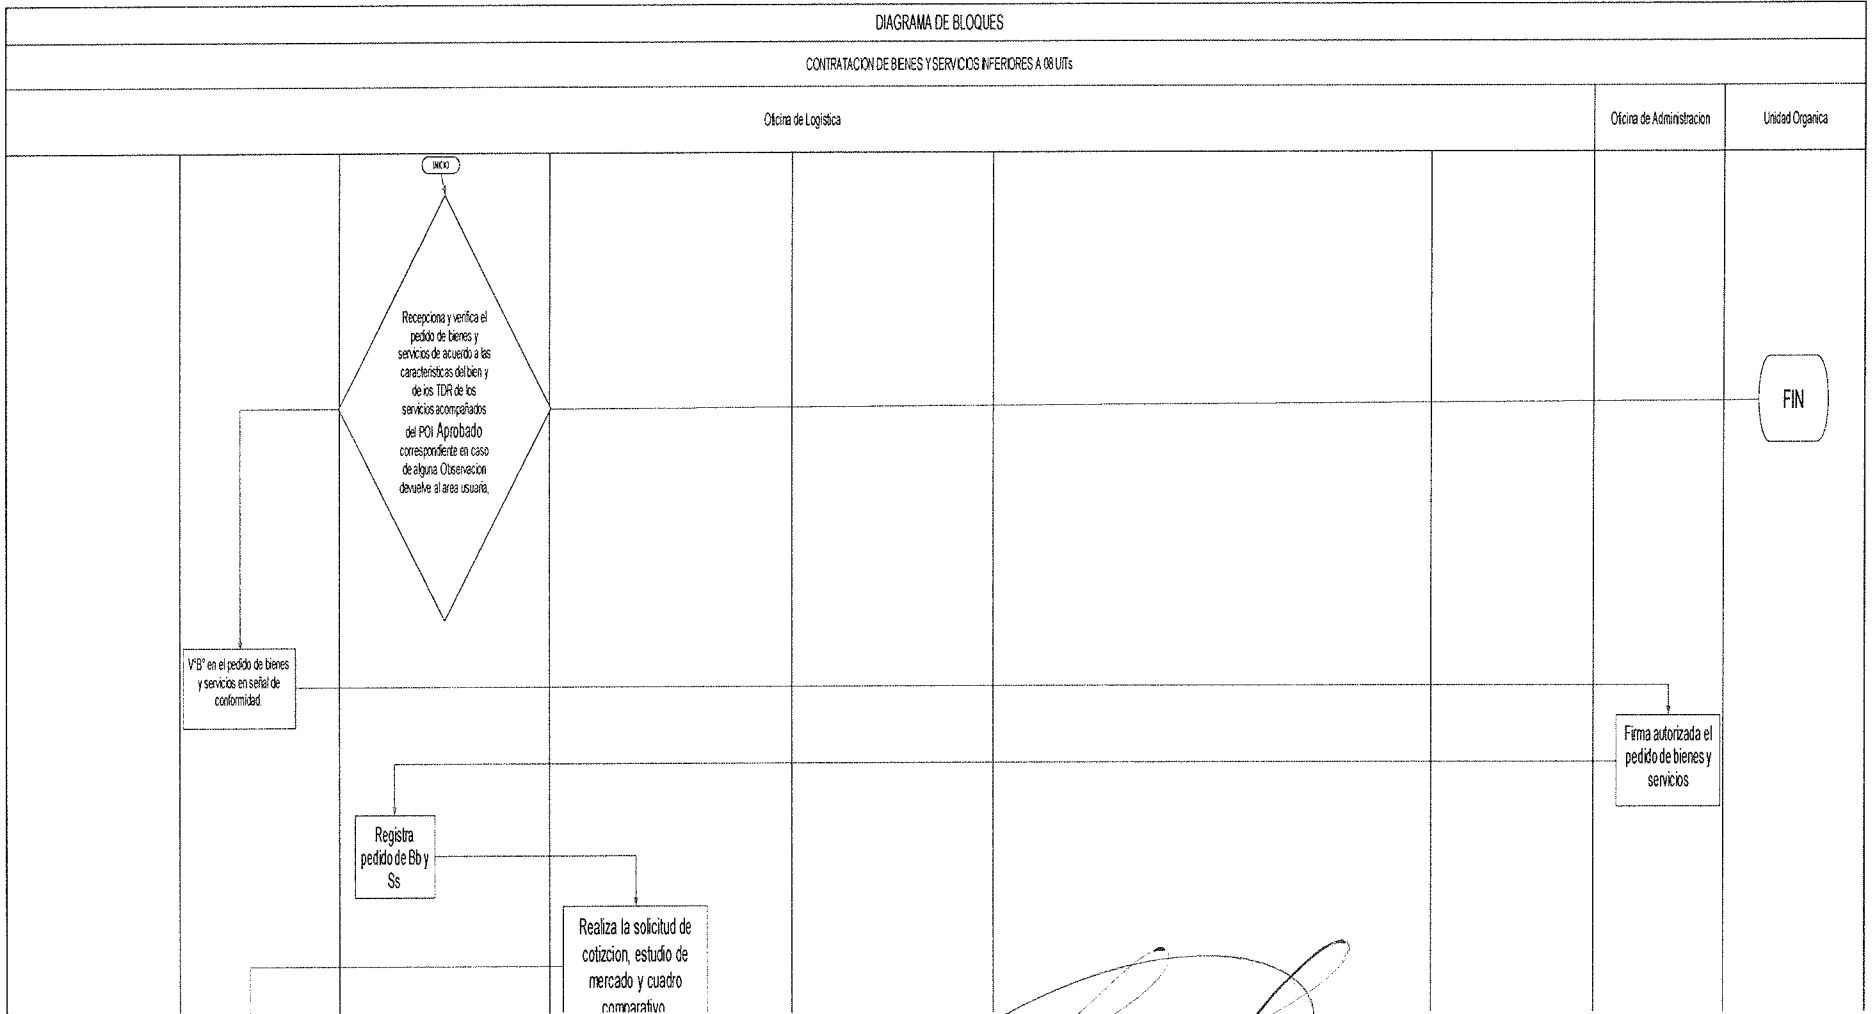 DIAGRAMA DE BLOQUES
CONTRATACION DE BIENES Y SERVICIOS INFERIORES A 08 UITs
Oficina de Logistica
Oficina de Administracion
Unidad Organica
INICIO
Recepciona y verifica el
pedido de bienes y
servicios de acuerdo a las
caracteristicas del bien y
de los TDR de los
servicios acompañados
del POI Aprobado
correspondiente en caso
de alguna Observacion
devuelve al area usuaria,
FIN
V°B° en el pedido de bienes
y servicios en señal de
conformidad.
Firma autorizada el
pedido de bienes y
servicios
Registra
pedido de Bb y
Ss
Realiza la solicitud de
cotizcion, estudio de
mercado y cuadro
comparativo